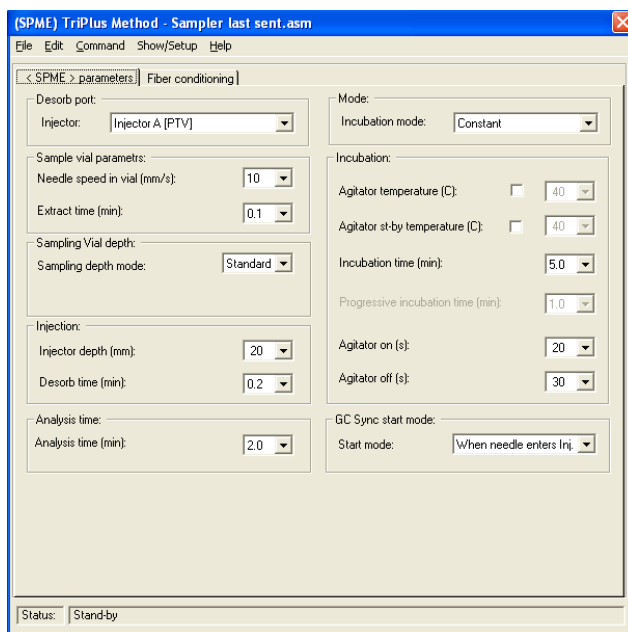 (SPME) TriPlus Method - Sampler last sent.asm
File Edit Command Show/Setup Help
< SPME > parameters Fiber conditioning
Desorb port:
Injector: Injector A [PTV]
Sample vial parametrs:
Needle speed in vial (mm/s): 10
Extract time (min): 0.1
Sampling Vial depth:
Sampling depth mode: Standard
Injection:
Injector depth (mm): 20
Desorb time (min): 0.2
Analysis time:
Analysis time (min): 2.0
Mode:
Incubation mode: Constant
Incubation:
Agitator temperature (C): 40
Agitator st-by temperature (C): 40
Incubation time (min): 5.0
Progressive incubation time (min): 1.0
Agitator on (s): 20
Agitator off (s): 30
GC Sync start mode:
Start mode: When needle enters Inj.
Status: Stand-by